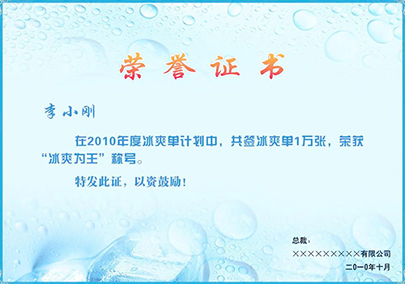 荣誉证书
李小刚
在2010年度冰爽单计划中，共签冰爽单1万张，荣获
“冰爽为王”称号。
特发此证，以资鼓励！
总裁：
×××××××××有限公司
二○一○年十月